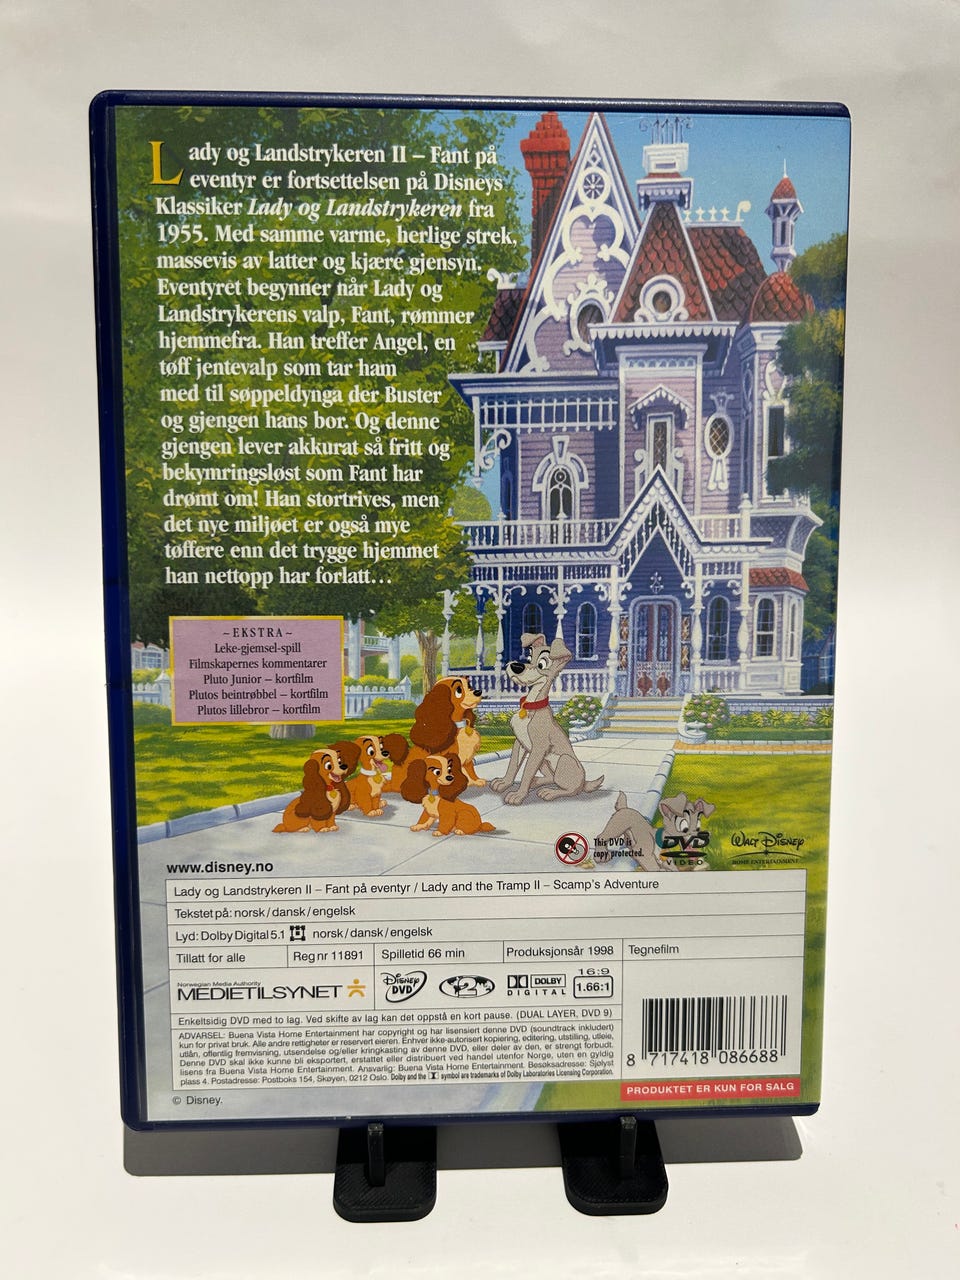 Lady og Landstrykeren II – Fant på
eventyr er fortsettelsen på Disneys
Klassiker Lady og Landstrykeren fra
1955. Med samme varme, herlige strek,
massevis av latter og kjære gjensyn.
Eventyret begynner når Lady og
Landstrykerens valp, Fant, rømmer
hjemmefra. Han treffer Angel, en
tøff jentevalp som tar ham
med til søppeldynga der Buster
og gjengen hans bor. Og denne
gjengen lever akkurat så fritt og
bekymringsløst som Fant har
drømt om! Han stortrives, men
det nye miljøet er også mye
tøffere enn det trygge hjemmet
han nettopp har forlatt...
~ EKSTRA ~
Leke-gjemsel-spill
Filmskapernes kommentarer
Pluto Junior – kortfilm
Plutos beintrøbbel – kortfilm
Plutos lillebror – kortfilm
This DVD is
copy protected.
DVD
VIDEO
WALT DISNEY
HOME ENTERTAINMENT
www.disney.no
Lady og Landstrykeren II – Fant på eventyr / Lady and the Tramp II – Scamp's Adventure
Tekstet på: norsk/dansk/engelsk
Lyd: Dolby Digital 5.1 norsk/dansk/engelsk
Tillatt for alle Reg nr 11891 Spilletid 66 min Produksjonsår 1998 Tegnefilm
Norwegian Media Authority
MEDIETILSYNET
DISNEY
DVD
2
DOLBY
DIGITAL
16:9
1.66:1
Enkeltsidig DVD med to lag. Ved skifte av lag kan det oppstå en kort pause. (DUAL LAYER, DVD 9)
ADVARSEL: Buena Vista Home Entertainment har copyright og har lisensiert denne DVD (soundtrack inkludert)
kun for privat bruk. Alle andre rettigheter er reservert eieren. Enhver ikke-autorisert kopiering, editering, utstilling, utleie,
utlån, offentlig fremvisning, utsendelse og/eller kringkasting av denne DVD, eller deler av den, er strengt forbudt.
Denne DVD skal ikke kunne bli eksportert, erstattet eller distribuert ved handel utenfor Norge, uten en gyldig
lisens fra Buena Vista Home Entertainment. Ansvarlig: Buena Vista Home Entertainment. Besøksadresse: Sjølyst
plass 4. Postadresse: Postboks 154, Skøyen, 0212 Oslo. Dolby and the symbol are trademarks of Dolby Laboratories Licensing Corporation.
8 717418 086688
PRODUKTET ER KUN FOR SALG
© Disney.